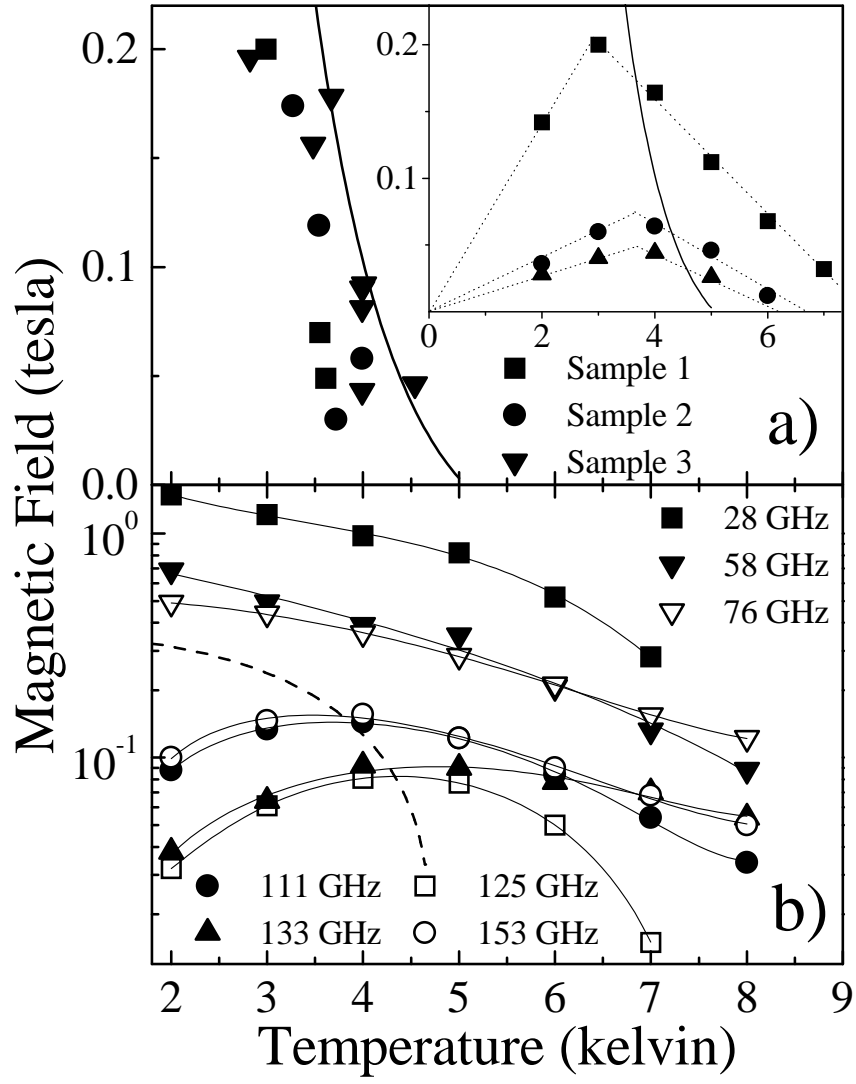 0.2
0.1
0.0
0.2
0.1
0 2 4 6
Sample 1
Sample 2
Sample 3
a)
Magnetic Field (tesla)
10^0
10^-1
28 GHz
58 GHz
76 GHz
111 GHz 125 GHz
133 GHz 153 GHz
b)
2 3 4 5 6 7 8 9
Temperature (kelvin)